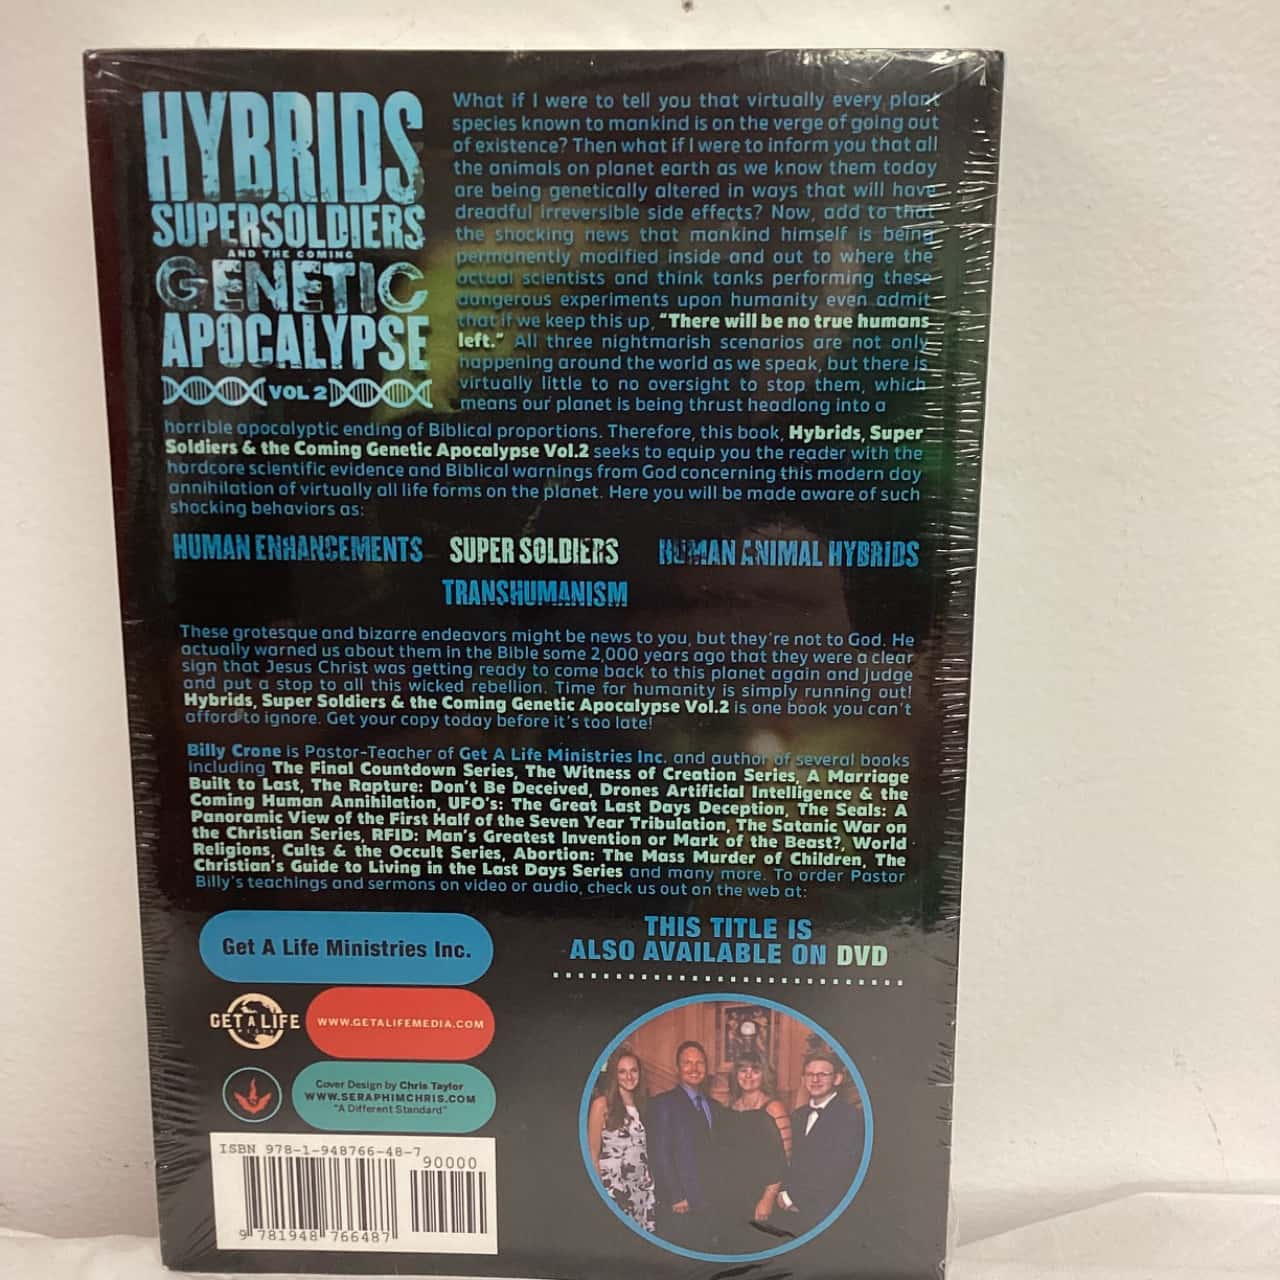 HYBRIDS
SUPERSOLDIERS
AND THE COMING
GENETIC
APOCALYPSE
VOL 2
What if I were to tell you that virtually every plant
species known to mankind is on the verge of going out
of existence? Then what if I were to inform you that all
the animals on planet earth as we know them today
are being genetically altered in ways that will have
dreadful irreversible side effects? Now, add to that
the shocking news that mankind himself is being
permanently modified inside and out to where the
actual scientists and think tanks performing these
dangerous experiments upon humanity even admit
that if we keep this up, "There will be no true humans
left." All three nightmarish scenarios are not only
happening around the world as we speak, but there is
virtually little to no oversight to stop them, which
means our planet is being thrust headlong into a
horrible apocalyptic ending of Biblical proportions. Therefore, this book, Hybrids, Super
Soldiers & the Coming Genetic Apocalypse Vol.2 seeks to equip you the reader with the
hardcore scientific evidence and Biblical warnings from God concerning this modern day
annihilation of virtually all life forms on the planet. Here you will be made aware of such
shocking behaviors as:
HUMAN ENHANCEMENTS SUPER SOLDIERS HUMAN ANIMAL HYBRIDS
TRANSHUMANISM
These grotesque and bizarre endeavors might be news to you, but they're not to God. He
actually warned us about them in the Bible some 2,000 years ago that they were a clear
sign that Jesus Christ was getting ready to come back to this planet again and judge
and put a stop to all this wicked rebellion. Time for humanity is simply running out!
Hybrids, Super Soldiers & the Coming Genetic Apocalypse Vol.2 is one book you can't
afford to ignore. Get your copy today before it's too late!
Billy Crone is Pastor-Teacher of Get A Life Ministries Inc. and author of several books
including The Final Countdown Series, The Witness of Creation Series, A Marriage
Built to Last, The Rapture: Don't Be Deceived, Drones Artificial Intelligence & the
Coming Human Annihilation, UFO's: The Great Last Days Deception, The Seals: A
Panoramic View of the First Half of the Seven Year Tribulation, The Satanic War on
the Christian Series, RFID: Man's Greatest Invention or Mark of the Beast?, World
Religions, Cults & the Occult Series, Abortion: The Mass Murder of Children, The
Christian's Guide to Living in the Last Days Series and many more. To order Pastor
Billy's teachings and sermons on video or audio, check us out on the web at:
Get A Life Ministries Inc.
GET A LIFE
MEDIA
WWW.GETALIFEMEDIA.COM
Cover Design by Chris Taylor
WWW.SERAPHIMCHRIS.COM
"A Different Standard"
THIS TITLE IS
ALSO AVAILABLE ON DVD
ISBN 978-1-948766-48-7
90000
9 781948 766487